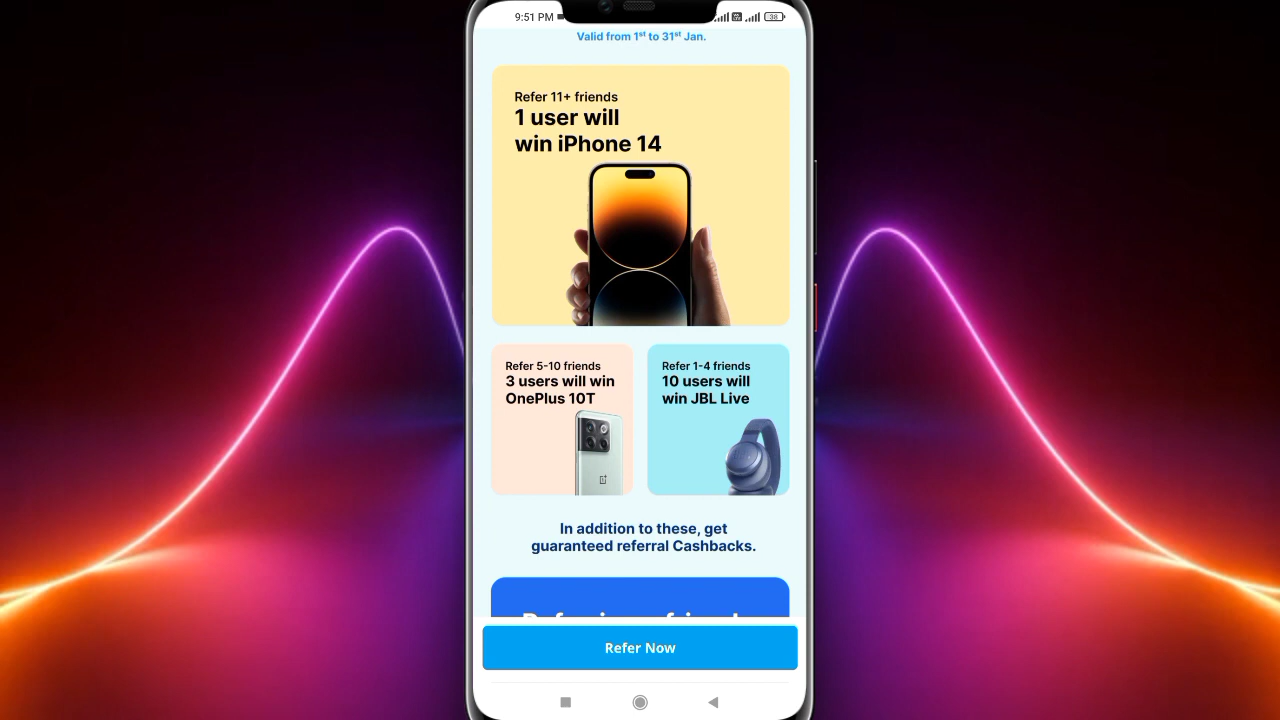 9:51 PM
38
Valid from 1st to 31st Jan.
Refer 11+ friends
1 user will
win iPhone 14
Refer 5-10 friends
3 users will win
OnePlus 10T
Refer 1-4 friends
10 users will
win JBL Live
In addition to these, get
guaranteed referral Cashbacks.
Refer Now